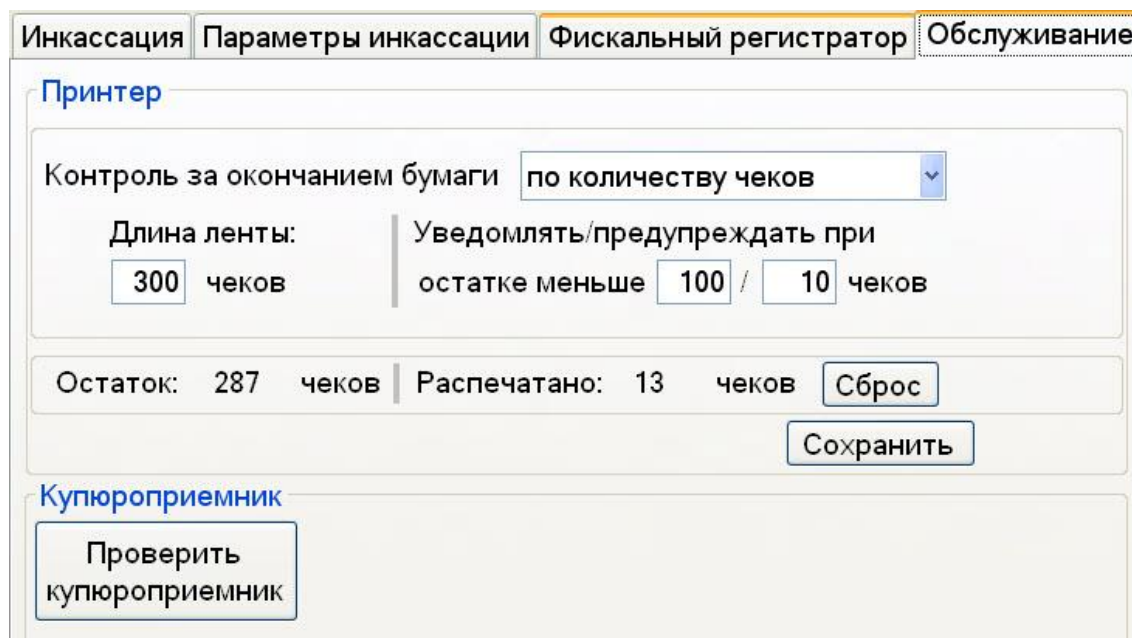 Инкассация Параметры инкассации Фискальный регистратор Обслуживание
Принтер
Контроль за окончанием бумаги по количеству чеков
Длина ленты: Уведомлять/предупреждать при
300 чеков остатке меньше 100 / 10 чеков
Остаток: 287 чеков Распечатано: 13 чеков Сброс
Сохранить
Купюроприемник
Проверить
купюроприемник